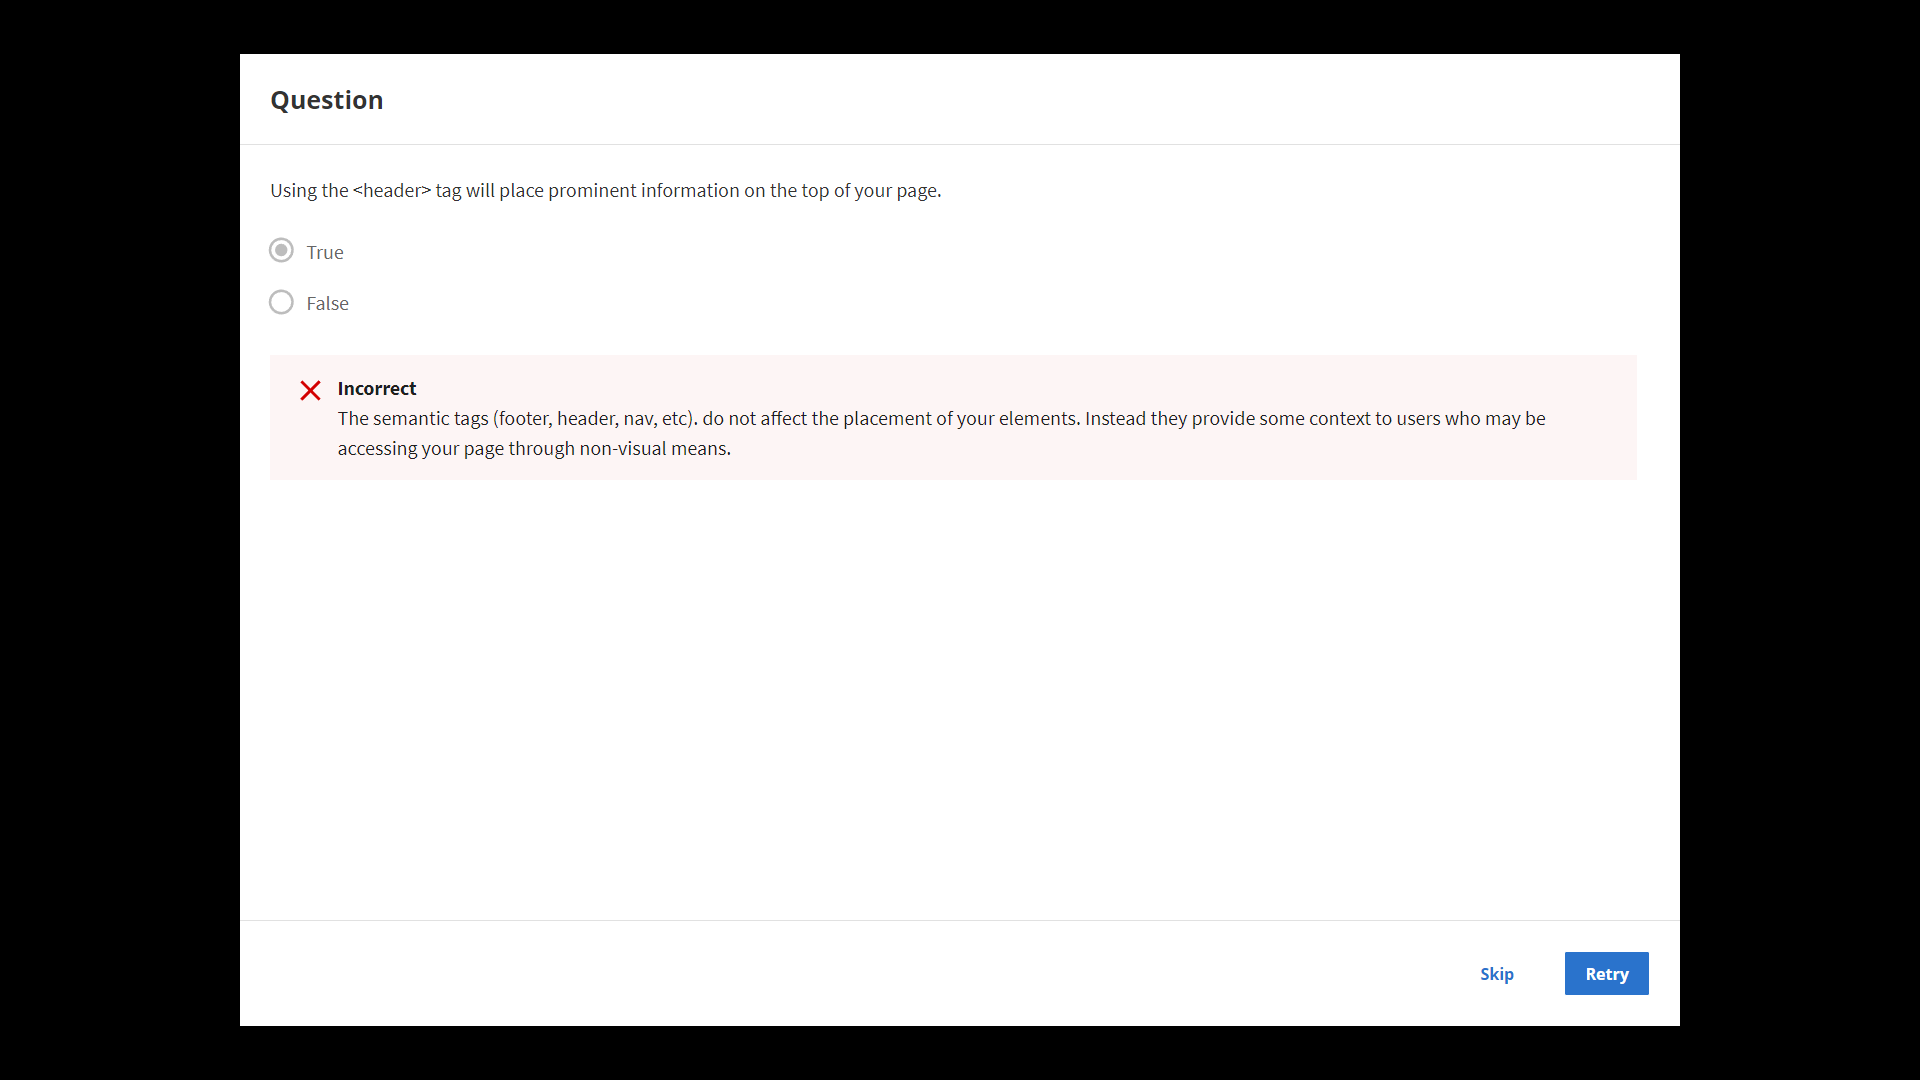 Question
Using the <header> tag will place prominent information on the top of your page.
True
False
Incorrect
The semantic tags (footer, header, nav, etc). do not affect the placement of your elements. Instead they provide some context to users who may be
accessing your page through non-visual means.
Skip
Retry